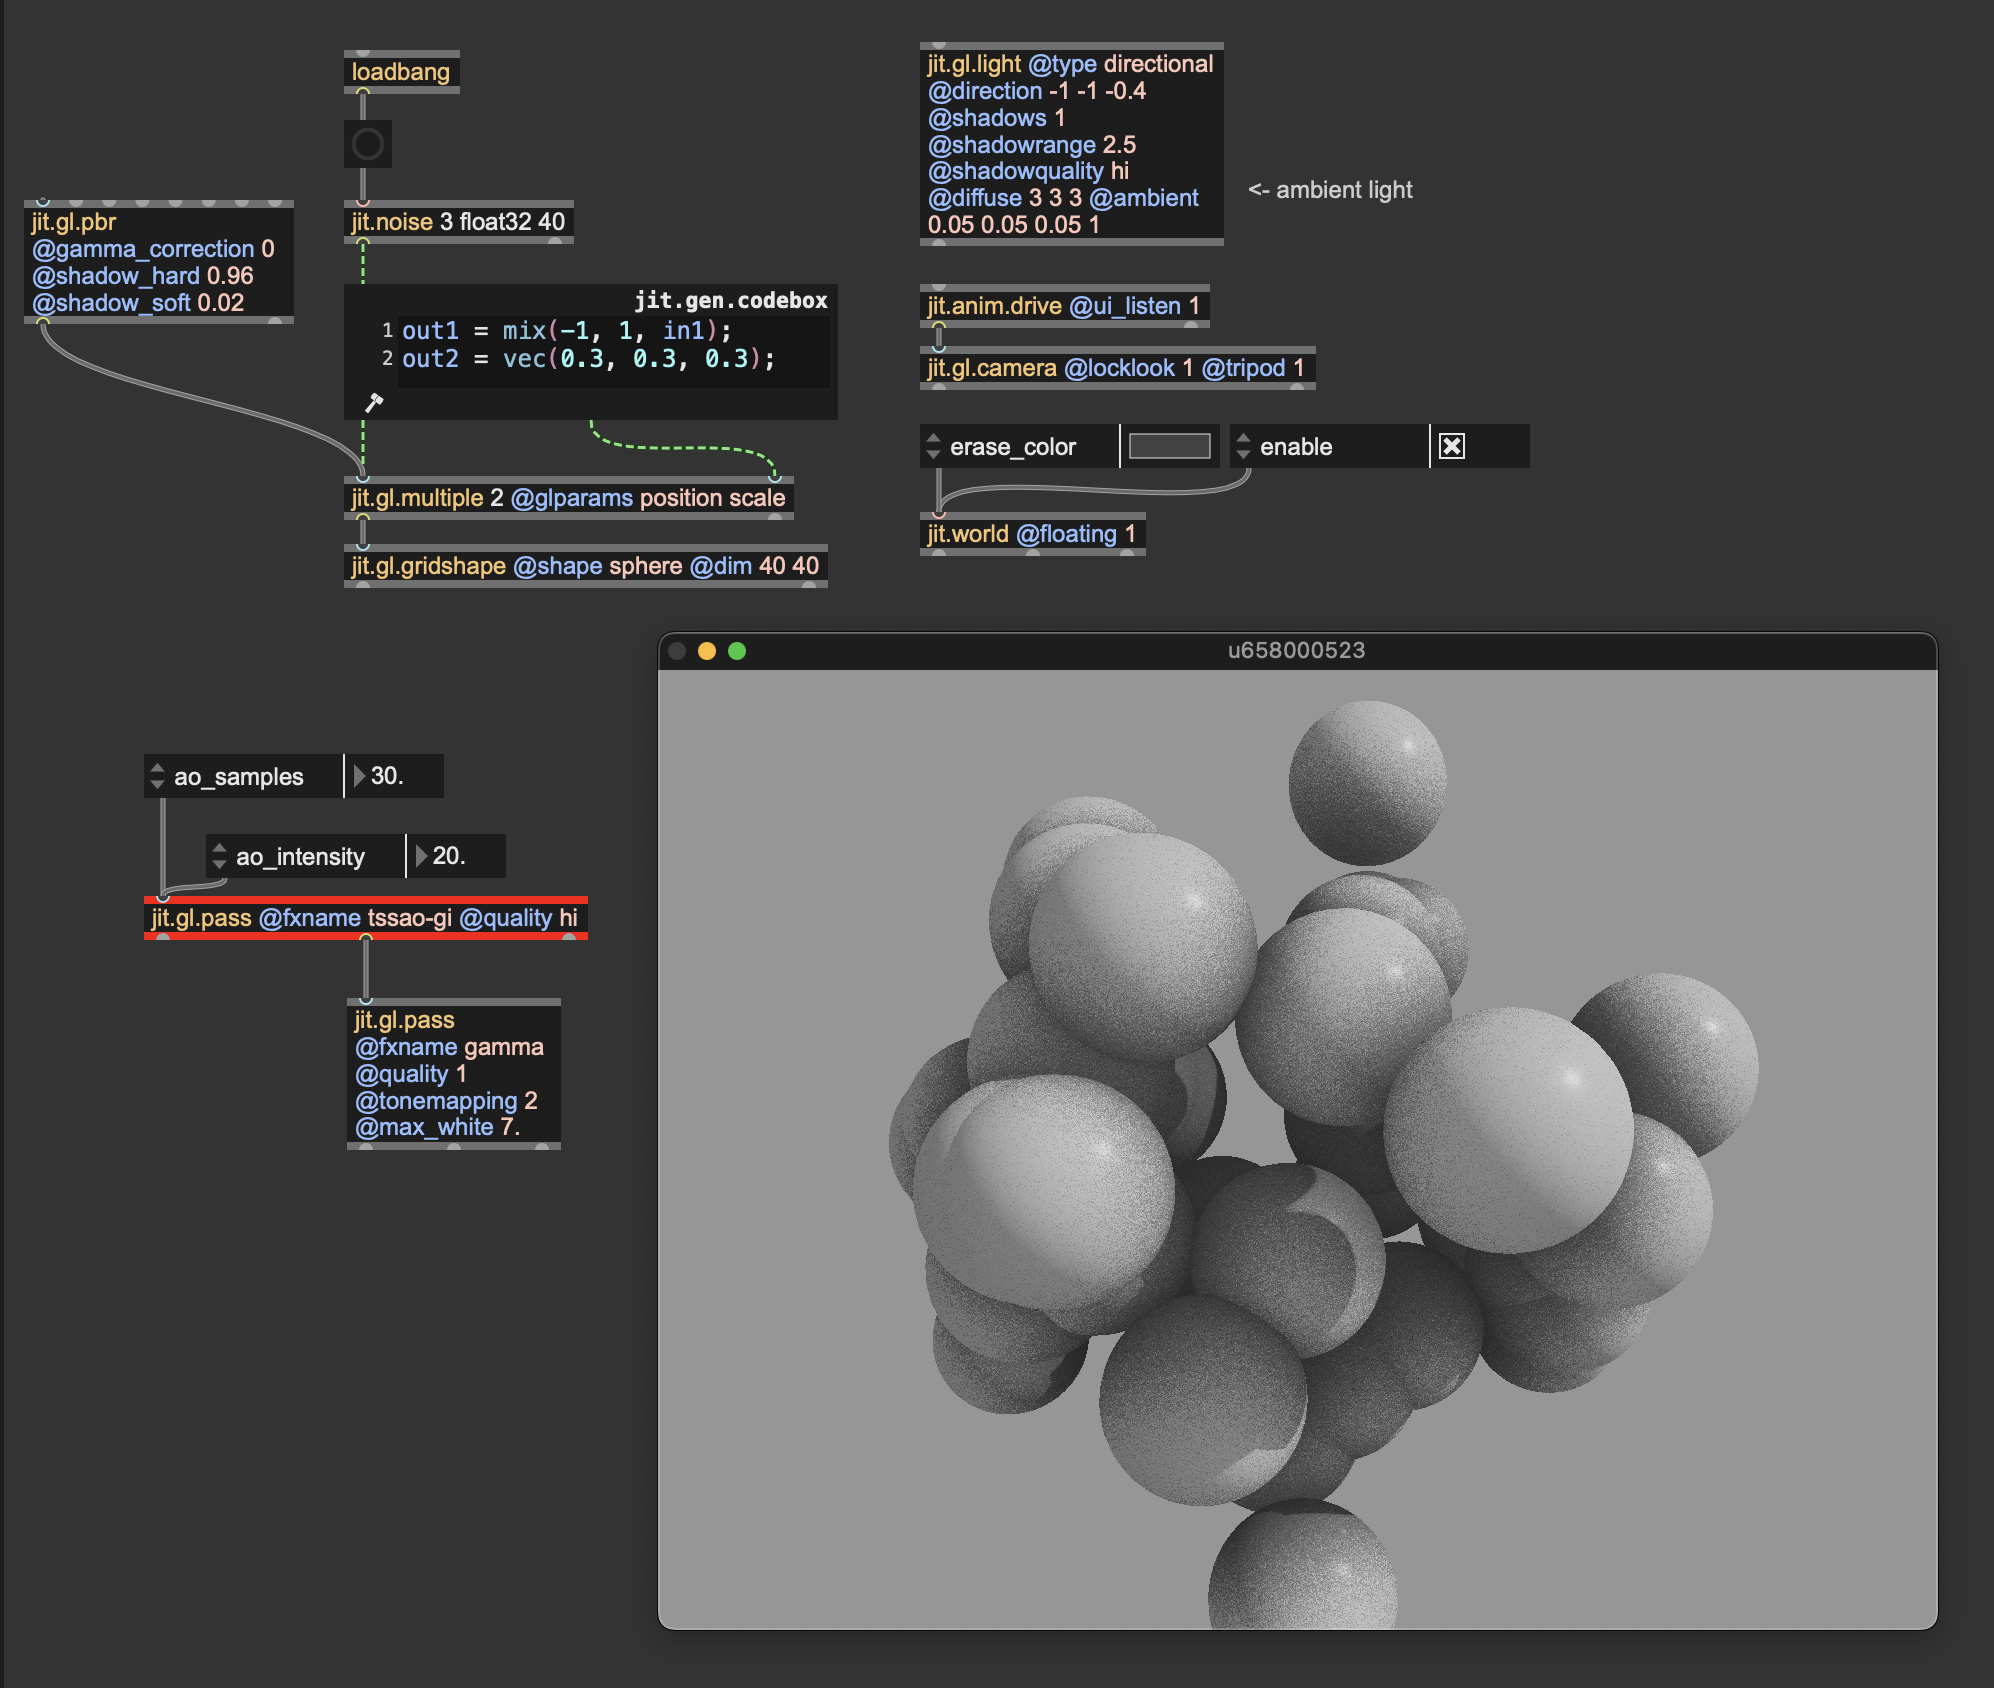 loadbang
jit.gl.pbr
@gamma_correction 0
@shadow_hard 0.96
@shadow_soft 0.02
jit.noise 3 float32 40
jit.gen.codebox
1 out1 = mix(-1, 1, in1);
2 out2 = vec(0.3, 0.3, 0.3);
jit.gl.multiple 2 @glparams position scale
jit.gl.gridshape @shape sphere @dim 40 40
jit.gl.light @type directional
@direction -1 -1 -0.4
@shadows 1
@shadowrange 2.5
@shadowquality hi
@diffuse 3 3 3 @ambient
0.05 0.05 0.05 1
<- ambient light
jit.anim.drive @ui_listen 1
jit.gl.camera @locklook 1 @tripod 1
erase_color
enable
jit.world @floating 1
ao_samples 30.
ao_intensity 20.
jit.gl.pass @fxname tssao-gi @quality hi
jit.gl.pass
@fxname gamma
@quality 1
@tonemapping 2
@max_white 7.
u658000523